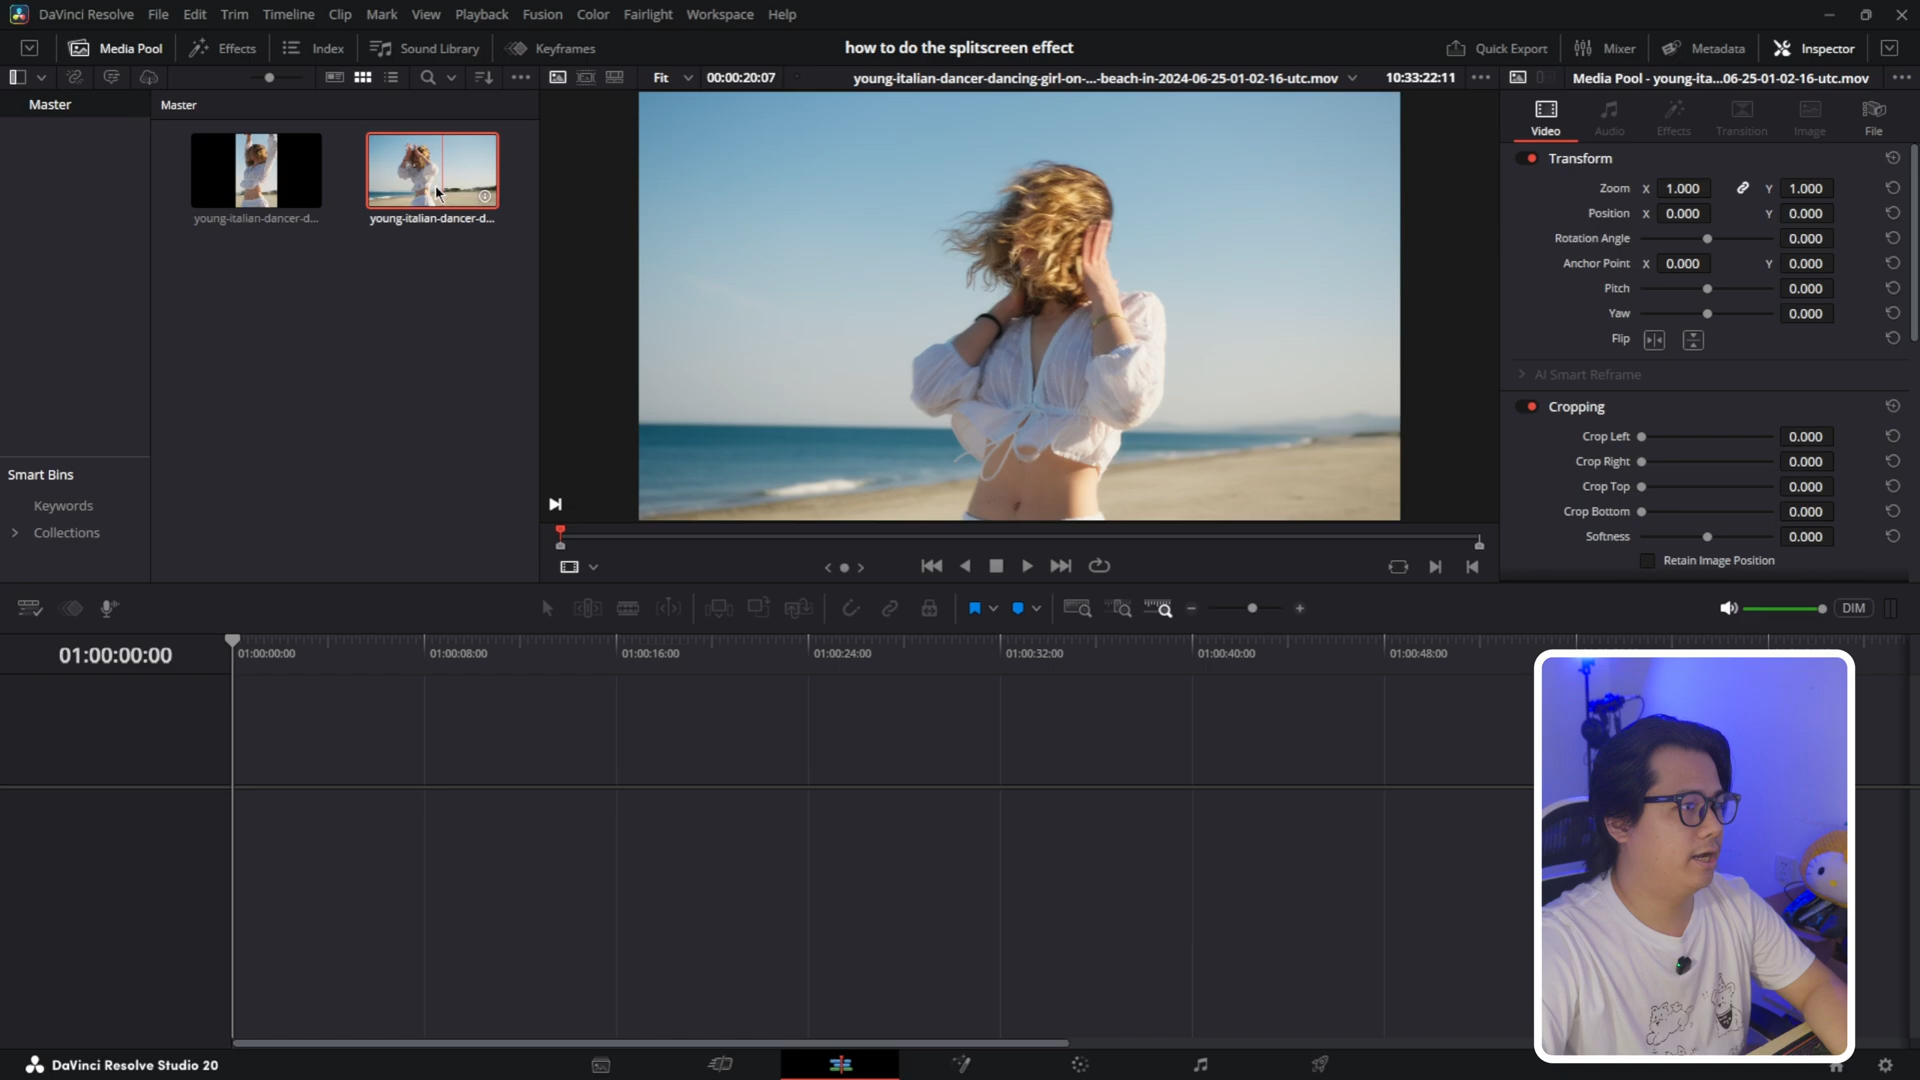 DaVinci Resolve File Edit Trim Timeline Clip Mark View Playback Fusion Color Fairlight Workspace Help
Media Pool Effects Index Sound Library Keyframes how to do the splitscreen effect Quick Export Mixer Metadata Inspector
Fit 00:00:20:07 young-italian-dancer-dancing-girl-on-...-beach-in-2024-06-25-01-02-16-utc.mov 10:33:22:11 Media Pool - young-ita...06-25-01-02-16-utc.mov
Master Master
Video Audio Effects Transition Image File
young-italian-dancer-d... young-italian-dancer-d...
Transform
Zoom X 1.000 Y 1.000
Position X 0.000 Y 0.000
Rotation Angle 0.000
Anchor Point X 0.000 Y 0.000
Pitch 0.000
Yaw 0.000
Flip
AI Smart Reframe
Cropping
Crop Left 0.000
Crop Right 0.000
Crop Top 0.000
Crop Bottom 0.000
Softness 0.000
Retain Image Position
Smart Bins
Keywords
Collections
DIM
01:00:00:00 01:00:00:00 01:00:08:00 01:00:16:00 01:00:24:00 01:00:32:00 01:00:40:00 01:00:48:00
DaVinci Resolve Studio 20